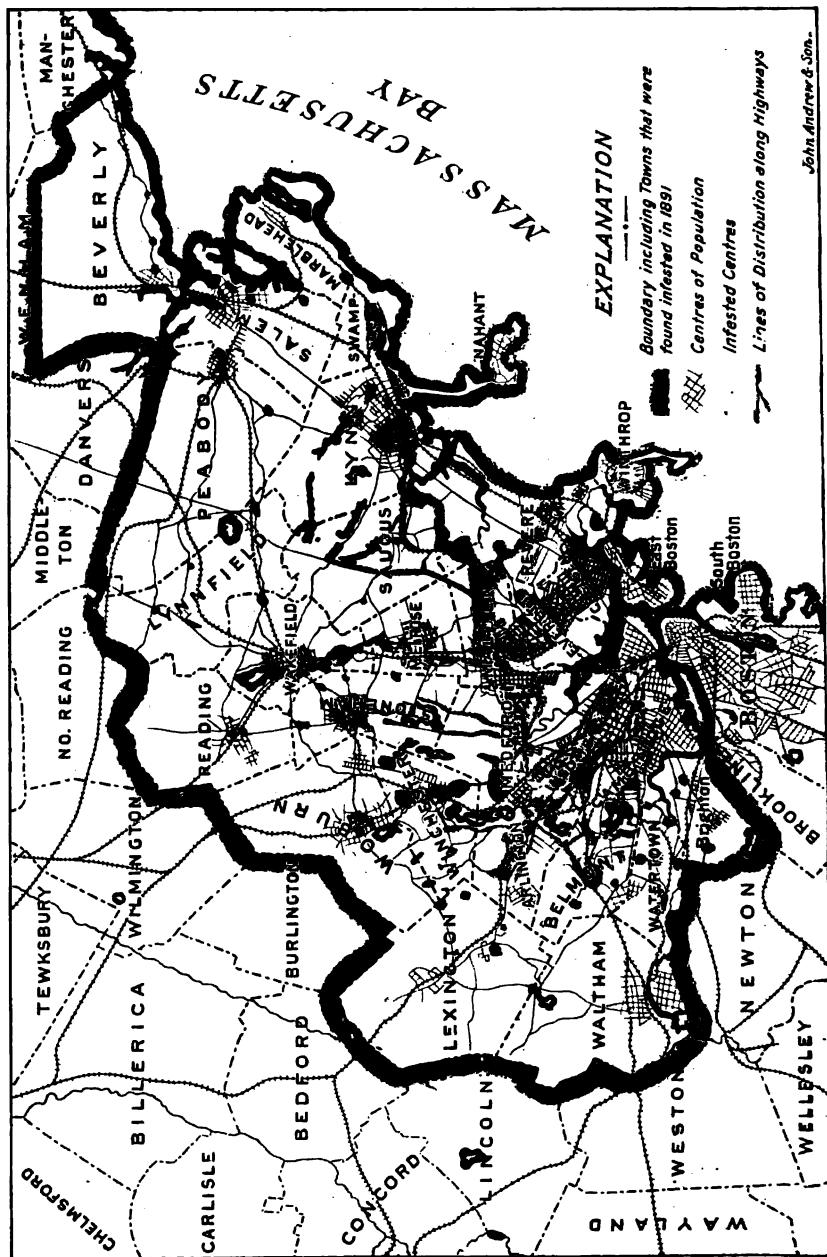 MAN-
CHESTER
WENHAM
BEVERLY
MASSACHUSETTS
BAY
DANVERS
MIDDLE-
TON
PEABODY
SALEM
MARBLEHEAD
SWAMP
NAHANT
LYNN
LYNNFIELD
SAUGUS
NO. READING
READING
WAKEFIELD
MELROSE
REVERE
WINTHROP
East
Boston
South
Boston
BOSTON
TEWKSBURY
WILMINGTON
BURLINGTON
WOBURN
WINCHESTER
MEDFORD
ARLINGTON
BELMONT
WATERTOWN
Brighton
BROOKLINE
BILLERICA
BEDFORD
LEXINGTON
WALTHAM
NEWTON
CHELMSFORD
CARLISLE
CONCORD
LINCOLN
WESTON
WELLESLEY
WAYLAND
EXPLANATION
Boundary including Towns that were
found infested in 1891
Centres of Population
Infested Centres
Lines of Distribution along Highways
John Andrew & Son.